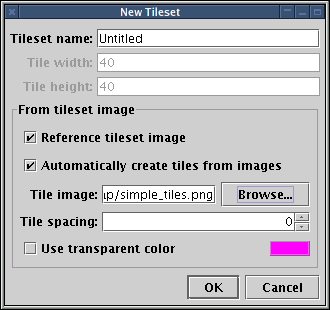 New Tileset
Tileset name: Untitled
Tile width: 40
Tile height: 40
From tileset image
Reference tileset image
Automatically create tiles from images
Tile image: up/simple_tiles.png Browse...
Tile spacing: 0
Use transparent color
OK Cancel